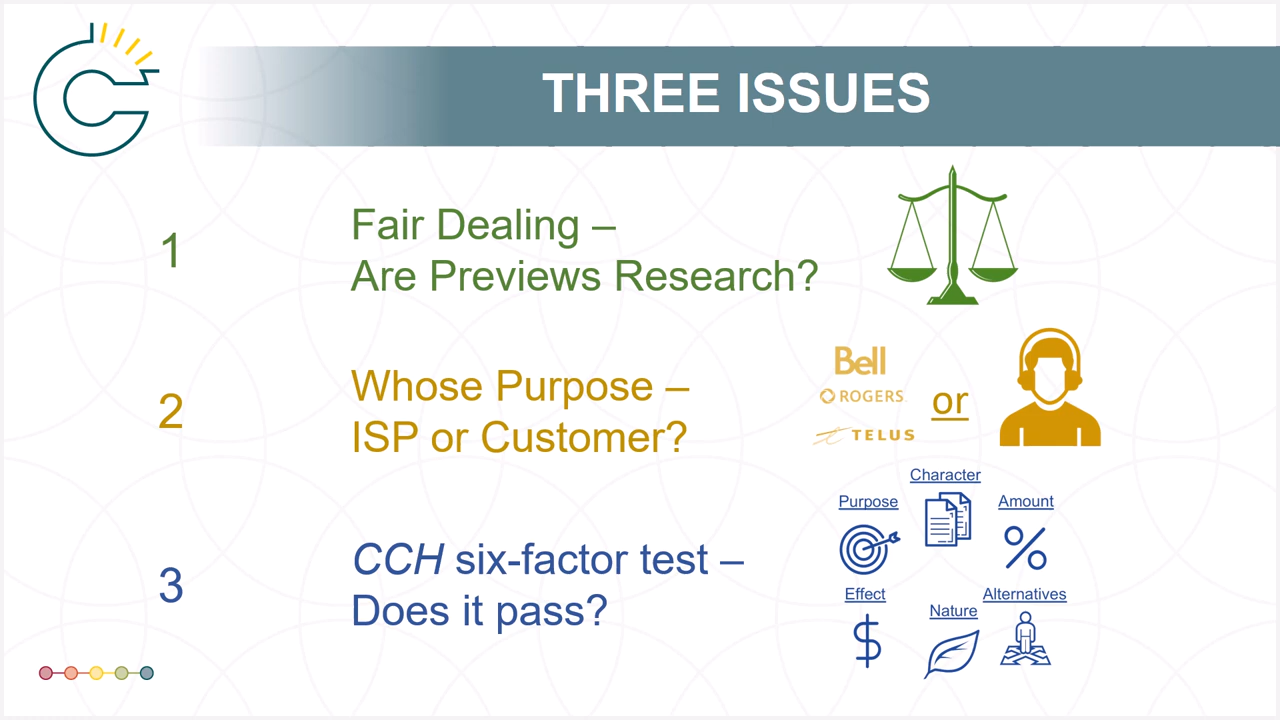 THREE ISSUES
1
Fair Dealing –
Are Previews Research?
2
Whose Purpose –
ISP or Customer?
Bell
ROGERS
TELUS
or
3
CCH six-factor test –
Does it pass?
Character
Purpose
Amount
Effect
Nature
Alternatives